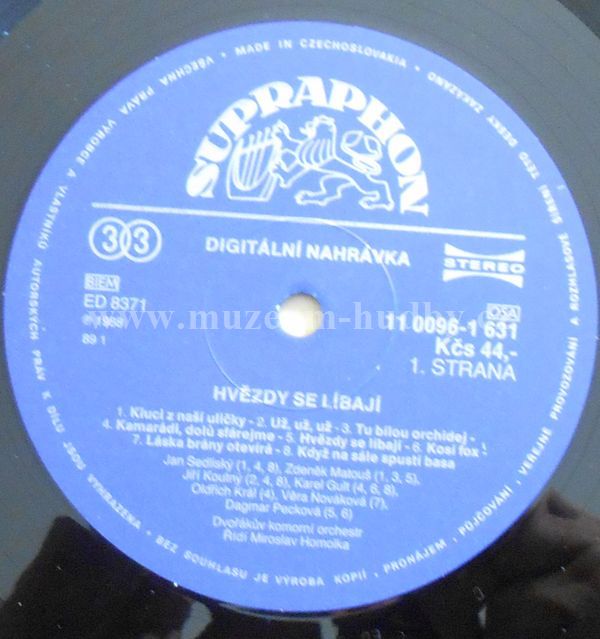 VŠECHNA PRÁVA VÝROBCE A VLASTNÍKŮ AUTORSKÝCH PRÁV K DÍLU JSOU VYHRAZENA • BEZ SOUHLASU JE VÝROBA KOPIÍ, PRONÁJEM, PŮJČOVÁNÍ, VEŘEJNÉ PROVOZOVÁNÍ A ROZHLASOVÉ ŠÍŘENÍ TÉTO DESKY ZAKÁZÁNO
• MADE IN CZECHOSLOVAKIA •
SUPRAPHON
33
DIGITÁLNÍ NAHRÁVKA
STEREO
BIEM
OSA
ED 8371
℗ 1988
11 0096-1 631
89 1
Kčs 44,-
1. STRANA
www.muzeum-hudby.c
HVĚZDY SE LÍBAJÍ
1. Kluci z naší uličky - 2. Už, už, už - 3. Tu bílou orchidej -
4. Kamarádi, dolů sfárejme - 5. Hvězdy se líbají - 6. Kosí fox -
7. Láska brány otevírá - 8. Když na sále spustí basa
Jan Sedliský (1, 4, 8), Zdeněk Matouš (1, 3, 5),
Jiří Koutný (2, 4, 8), Karel Gult (4, 6, 8),
Oldřich Král (4), Věra Nováková (7),
Dagmar Pecková (5, 6)
Dvořákův komorní orchestr
Řídí Miroslav Homolka